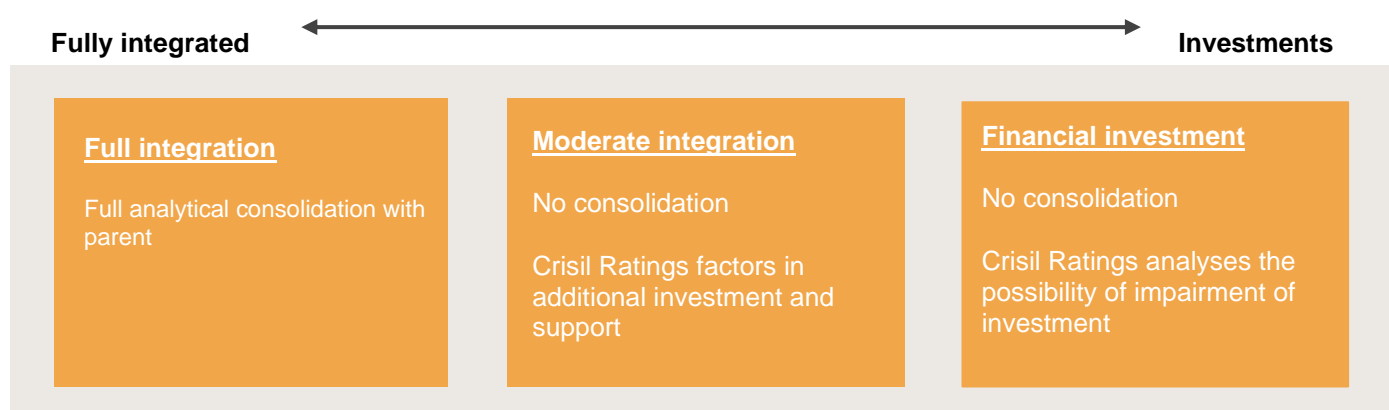 Fully integrated
Investments
Full integration
Full analytical consolidation with
parent
Moderate integration
No consolidation
Crisil Ratings factors in
additional investment and
support
Financial investment
No consolidation
Crisil Ratings analyses the
possibility of impairment of
investment